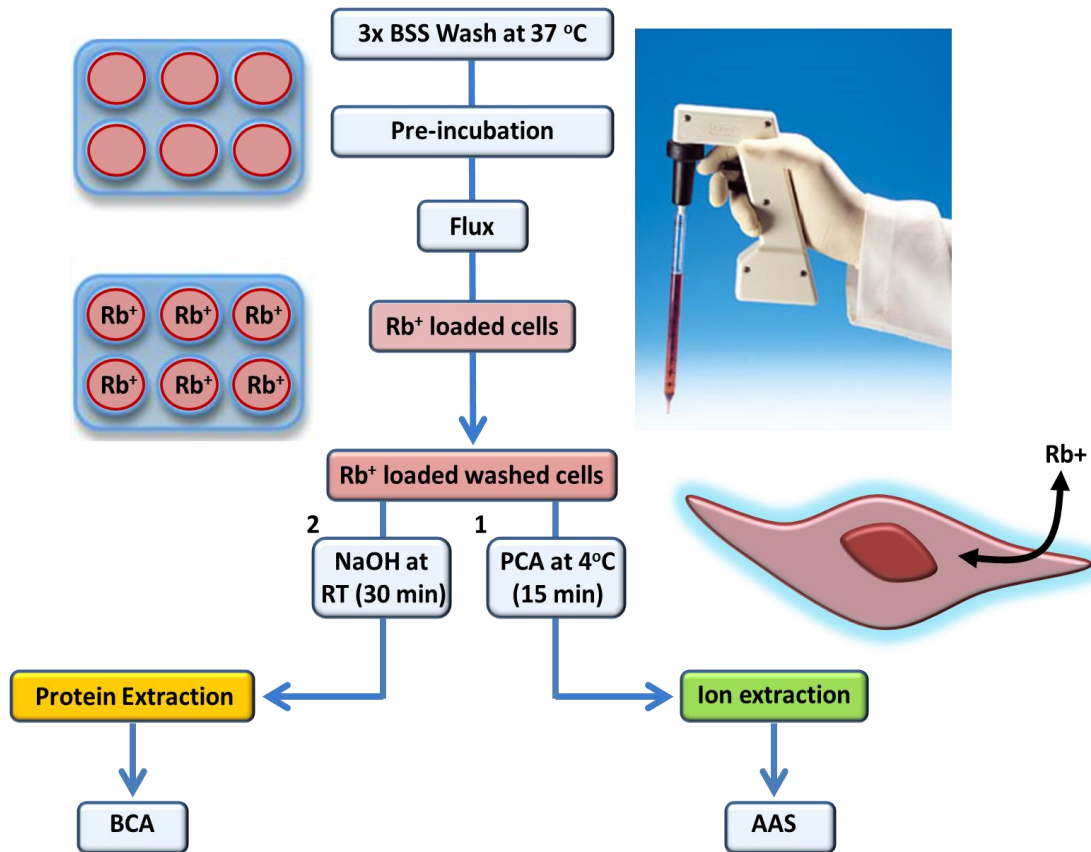 3x BSS Wash at 37 ºC
Pre-incubation
Flux
Rb⁺ Rb⁺ Rb⁺
Rb⁺ Rb⁺ Rb⁺
Rb⁺ loaded cells
Rb⁺ loaded washed cells
Rb+
2
NaOH at
RT (30 min)
1
PCA at 4ºC
(15 min)
Protein Extraction
Ion extraction
BCA
AAS